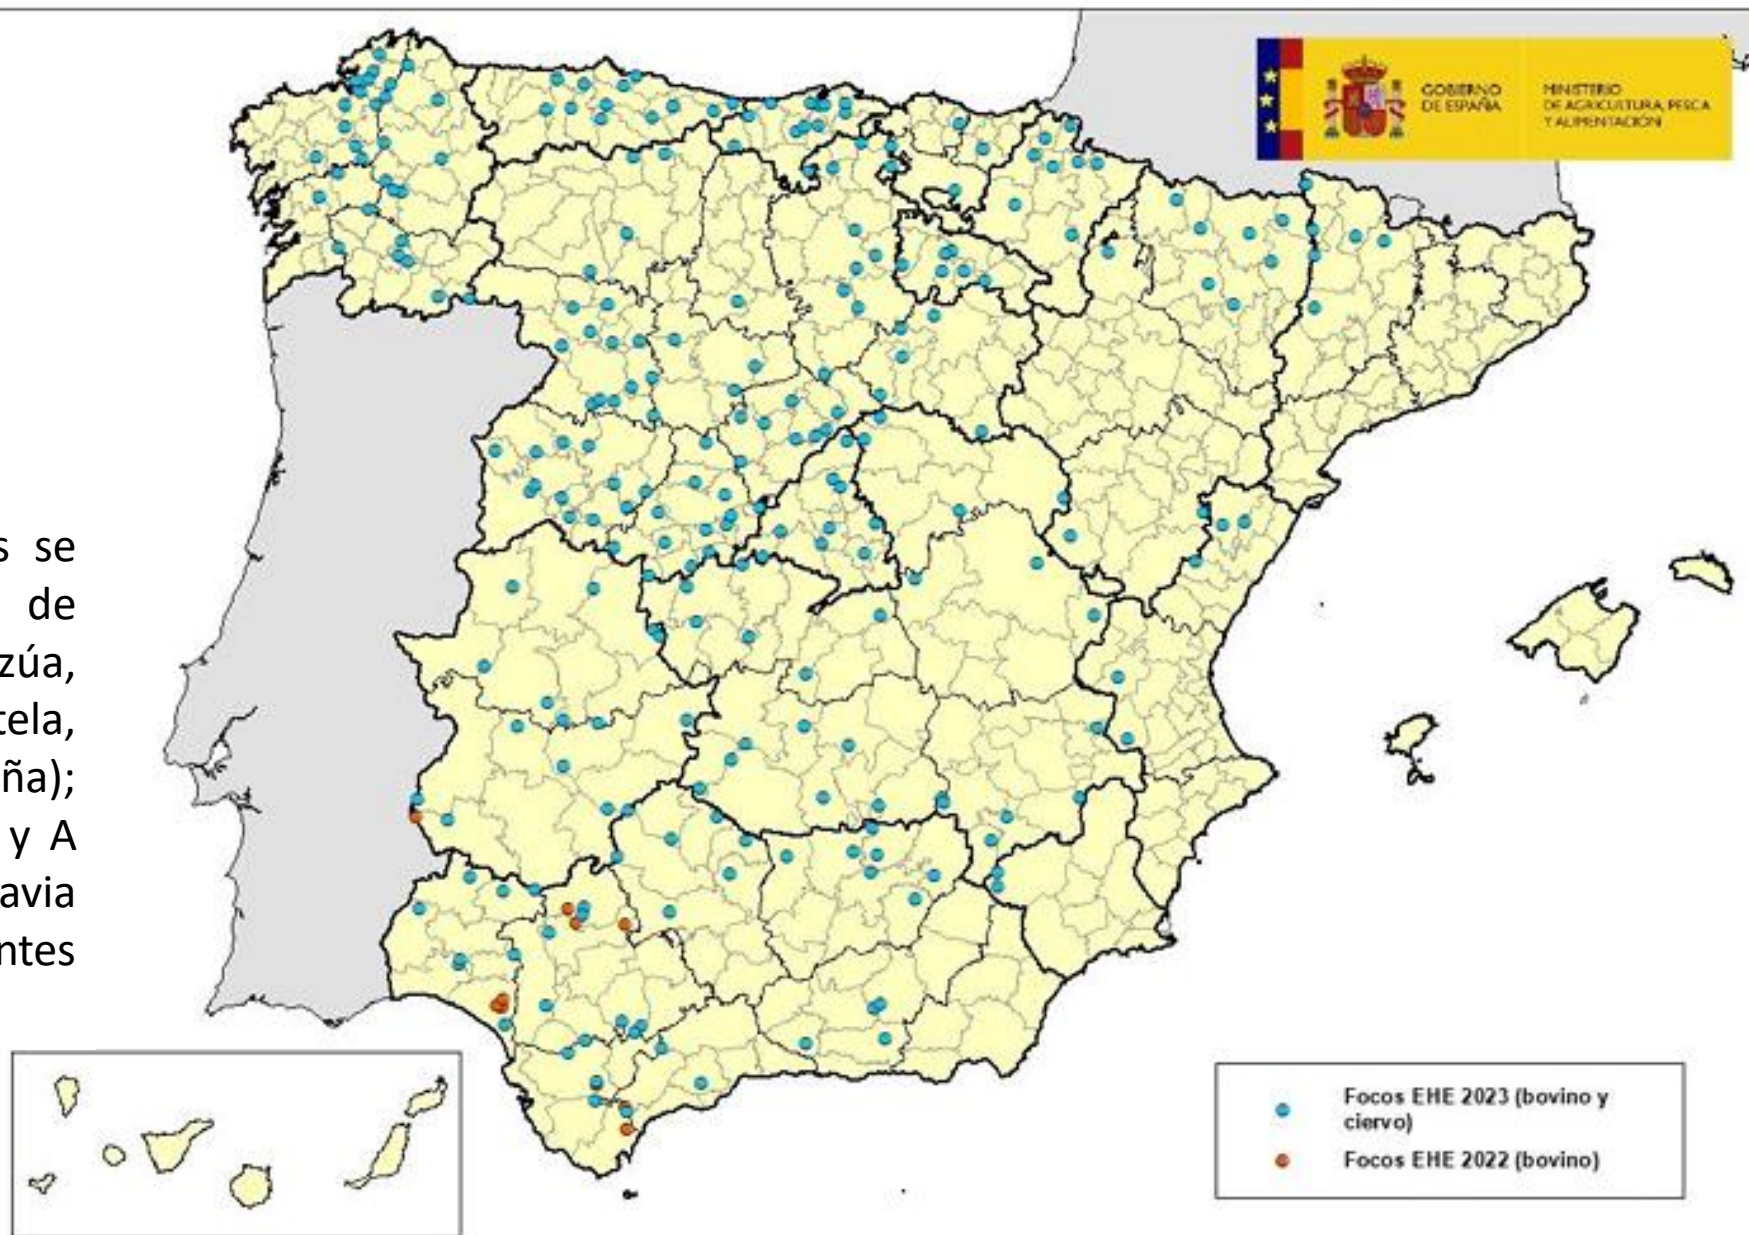 GOBIERNO
DE ESPAÑA
MINISTERIO
DE AGRICULTURA, PESCA
Y ALIMENTACIÓN
s se
de
zúa,
tela,
ña);
y A
avia
ntes
Focos EHE 2023 (bovino y
ciervo)
Focos EHE 2022 (bovino)